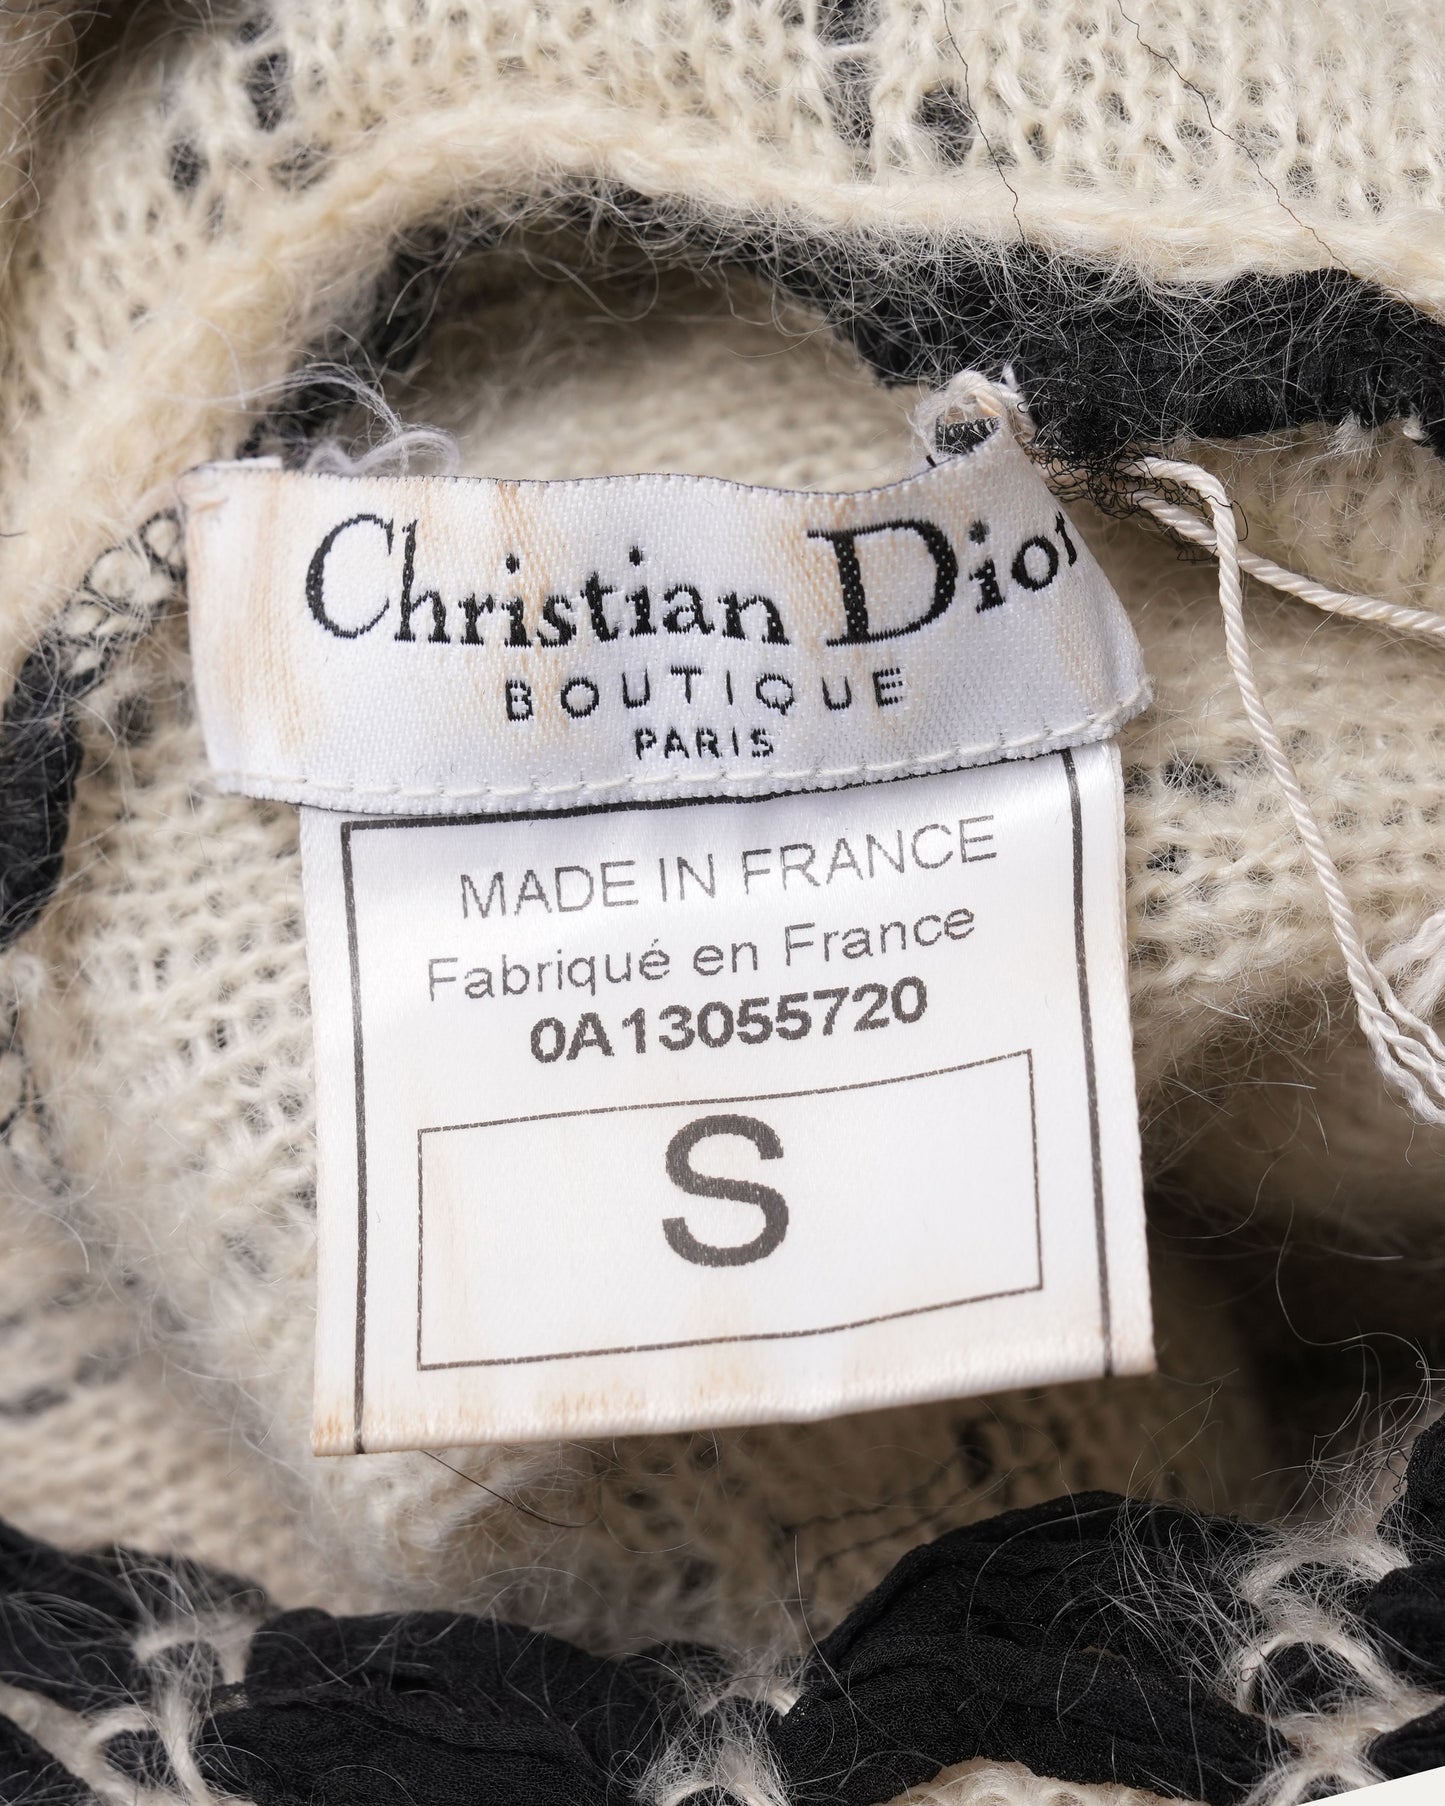 Christian Dior
BOUTIQUE
PARIS
MADE IN FRANCE
Fabriqué en France
0A13055720
S